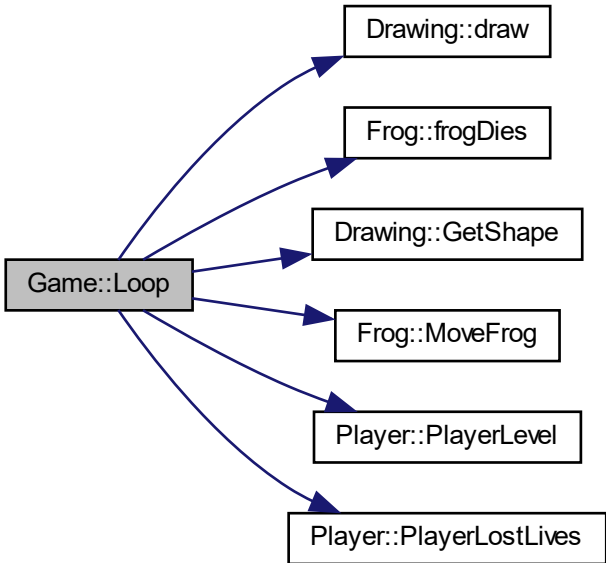 Drawing::draw
Frog::frogDies
Drawing::GetShape
Game::Loop
Frog::MoveFrog
Player::PlayerLevel
Player::PlayerLostLives